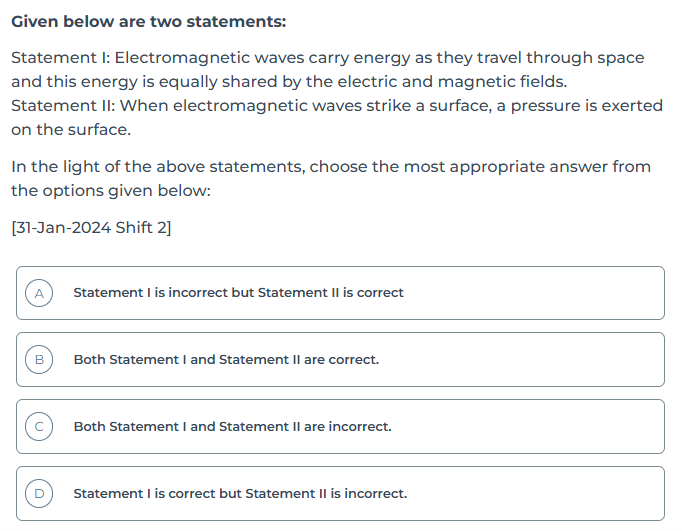 Given below are two statements:
Statement I: Electromagnetic waves carry energy as they travel through space
and this energy is equally shared by the electric and magnetic fields.
Statement II: When electromagnetic waves strike a surface, a pressure is exerted
on the surface.
In the light of the above statements, choose the most appropriate answer from
the options given below:
[31-Jan-2024 Shift 2]
A Statement I is incorrect but Statement II is correct
B Both Statement I and Statement II are correct.
C Both Statement I and Statement II are incorrect.
D Statement I is correct but Statement II is incorrect.